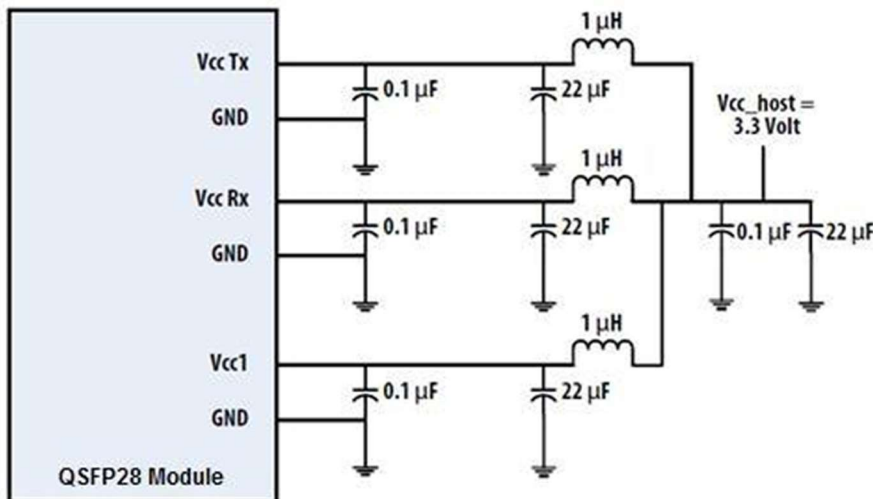 1 µH
Vcc Tx
0.1 µF
22 µF
GND
Vcc_host =
3.3 Volt
1 µH
Vcc Rx
0.1 µF
22 µF
0.1 µF
22 µF
GND
1 µH
Vcc1
0.1 µF
22 µF
GND
QSFP28 Module